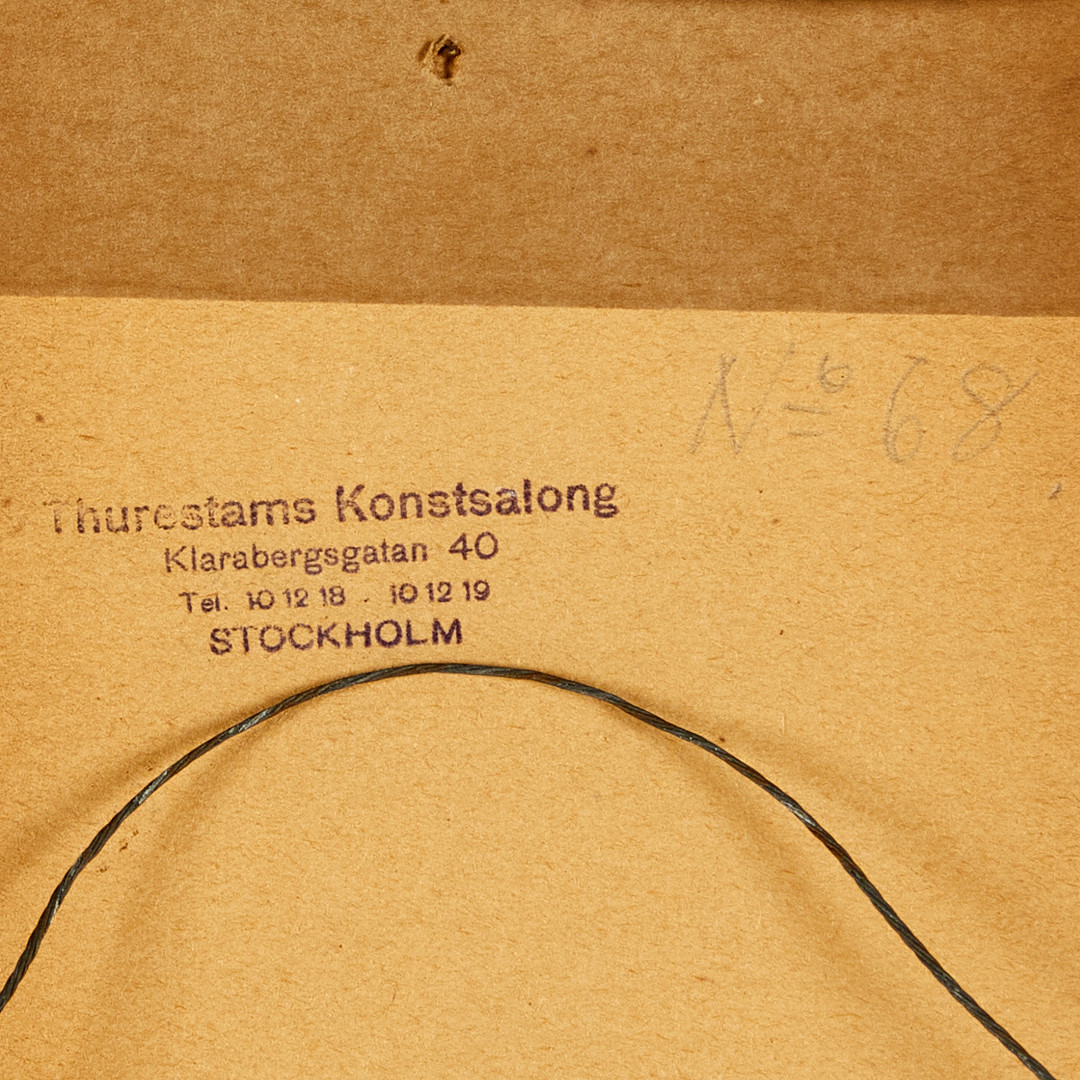 Nº 68
Thurestams Konstsalong
Klarabergsgatan 40
Tel. 10 12 18 . 10 12 19
STOCKHOLM